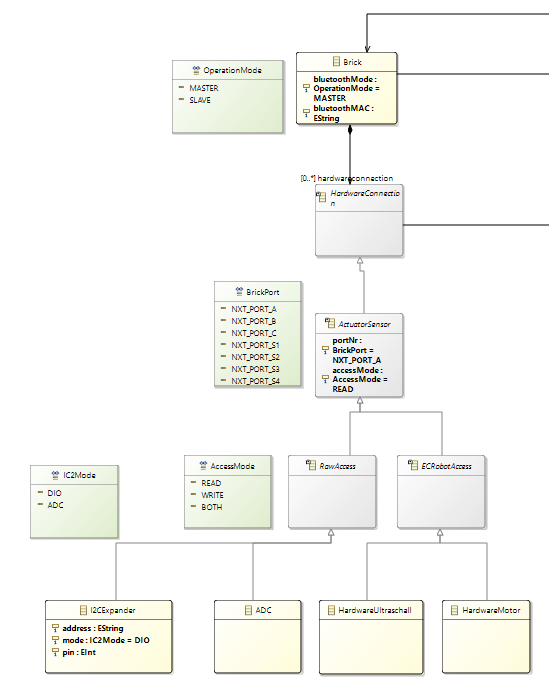 OperationMode
MASTER
SLAVE
Brick
bluetoothMode :
OperationMode =
MASTER
bluetoothMAC :
EString
[0..*] hardwareconnection
HardwareConnectio
n
BrickPort
NXT_PORT_A
NXT_PORT_B
NXT_PORT_C
NXT_PORT_S1
NXT_PORT_S2
NXT_PORT_S3
NXT_PORT_S4
ActuatorSensor
portNr :
BrickPort =
NXT_PORT_A
accessMode :
AccessMode =
READ
IC2Mode
DIO
ADC
AccessMode
READ
WRITE
BOTH
RawAccess
ECRobotAccess
I2CExpander
address : EString
mode : IC2Mode = DIO
pin : EInt
ADC
HardwareUltraschall
HardwareMotor